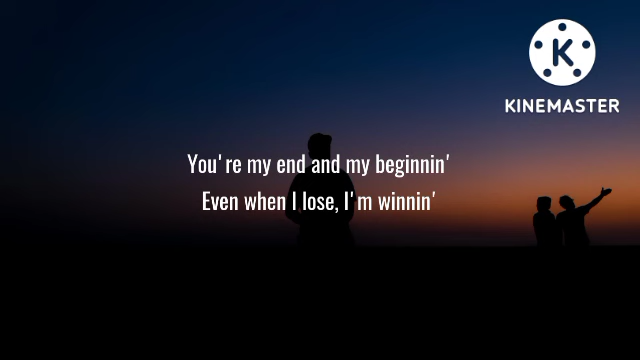 K
KINEMASTER
You're my end and my beginnin'
Even when I lose, I'm winnin'